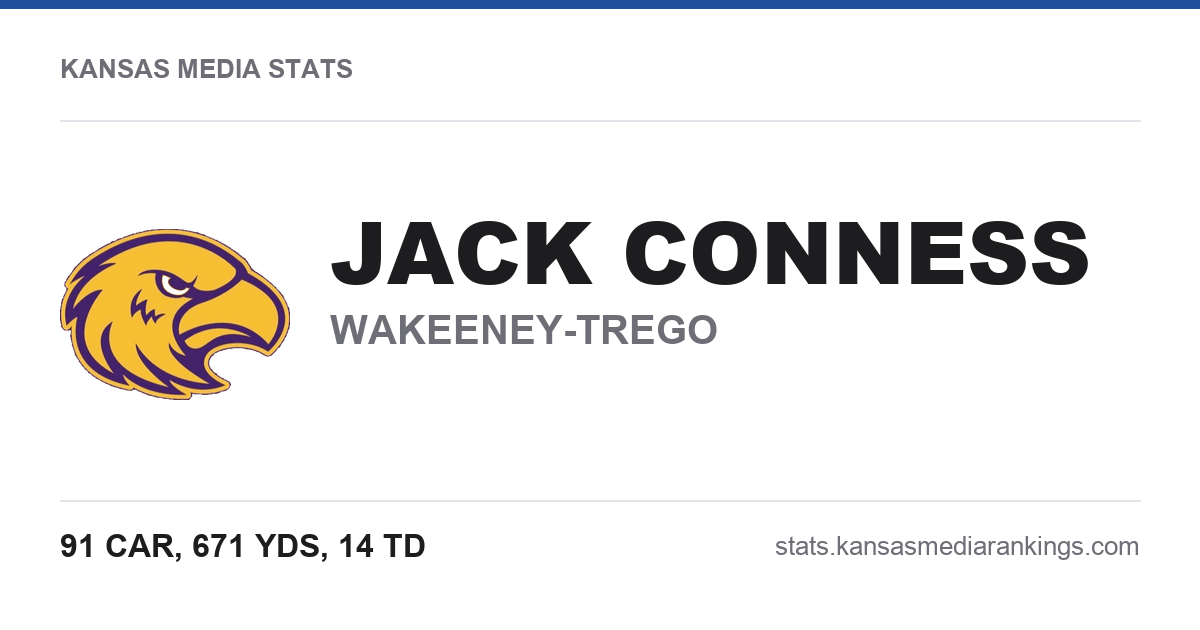 KANSAS MEDIA STATS
JACK CONNESS
WAKEENEY-TREGO
91 CAR, 671 YDS, 14 TD
stats.kansasmediarankings.com